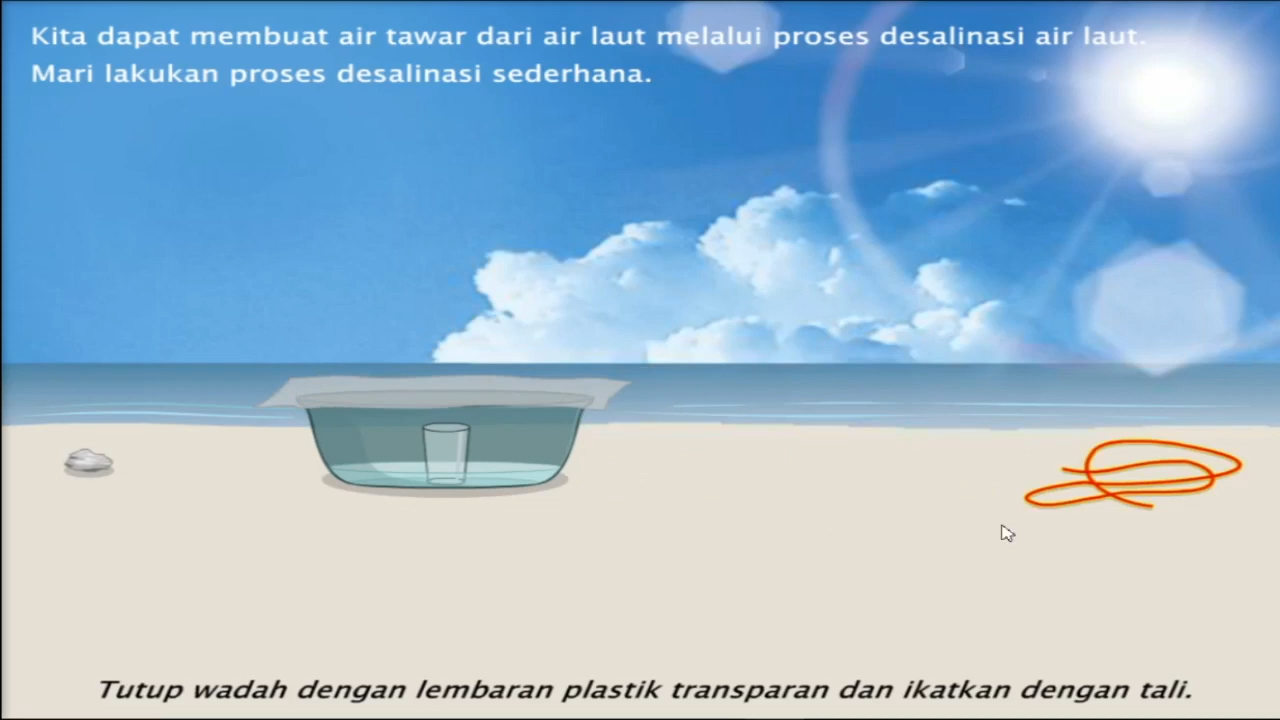 Kita dapat membuat air tawar dari air laut melalui proses desalinasi air laut.
Mari lakukan proses desalinasi sederhana.
Tutup wadah dengan lembaran plastik transparan dan ikatkan dengan tali.